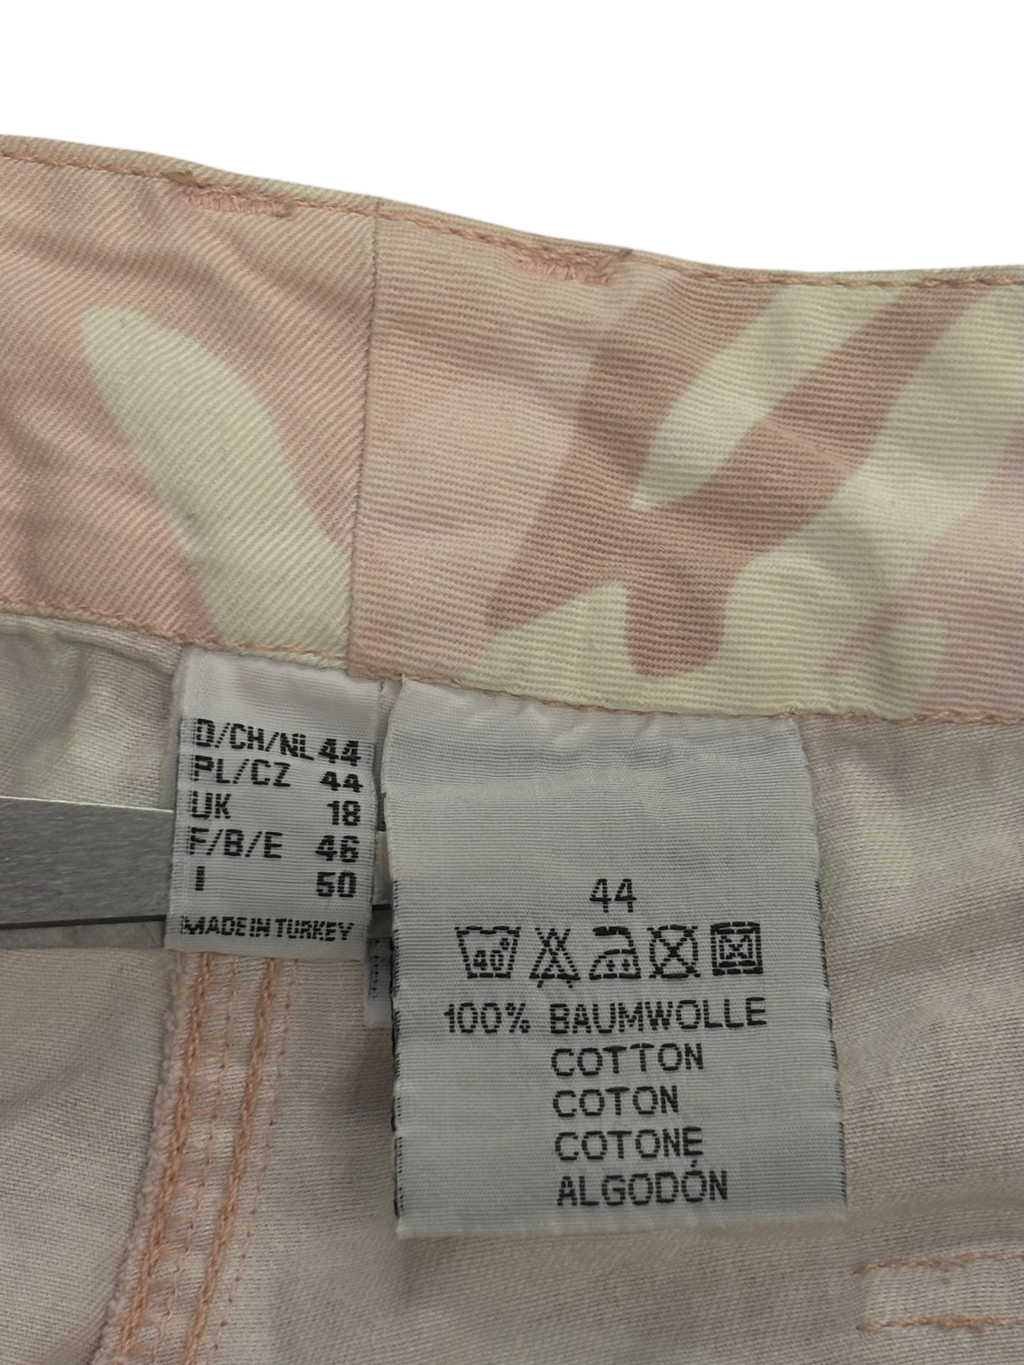 D/CH/NL 44
PL/CZ 44
UK 18
F/B/E 46
I 50
MADE IN TURKEY
44
40°
100% BAUMWOLLE
COTTON
COTON
COTONE
ALGODÓN